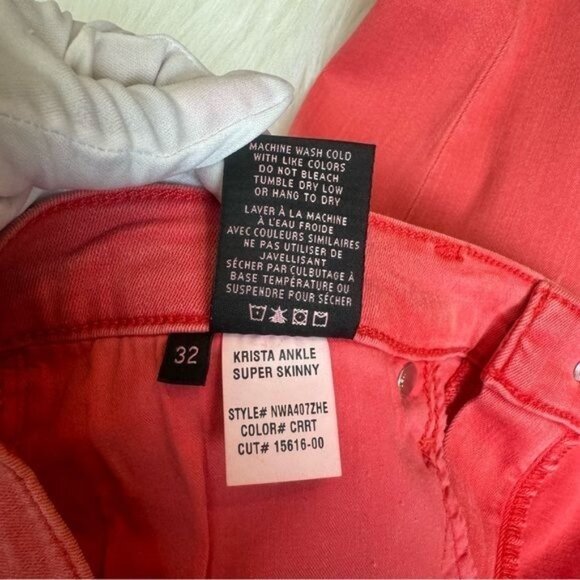 MACHINE WASH COLD
WITH LIKE COLORS
DO NOT BLEACH
TUMBLE DRY LOW
OR HANG TO DRY
LAVER À LA MACHINE
À L'EAU FROIDE
AVEC COULEURS SIMILAIRES
NE PAS UTILISER DE
JAVELLISANT
SÉCHER PAR CULBUTAGE À
BASE TEMPÉRATURE OU
SUSPENDRE POUR SÉCHER
32
KRISTA ANKLE
SUPER SKINNY
STYLE# NWA407ZHE
COLOR# CRRT
CUT# 15616-00